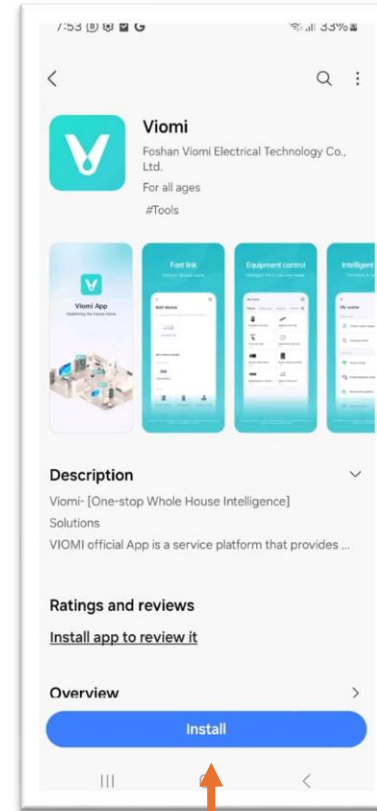 7:53
33%
Viomi
Foshan Viomi Electrical Technology Co.,
Ltd.
For all ages
#Tools
Viomi App
Fast link
Equipment control
Intelligent
Description
Viomi- [One-stop Whole House Intelligence]
Solutions
VIOMI official App is a service platform that provides ...
Ratings and reviews
Install app to review it
Overview
Install